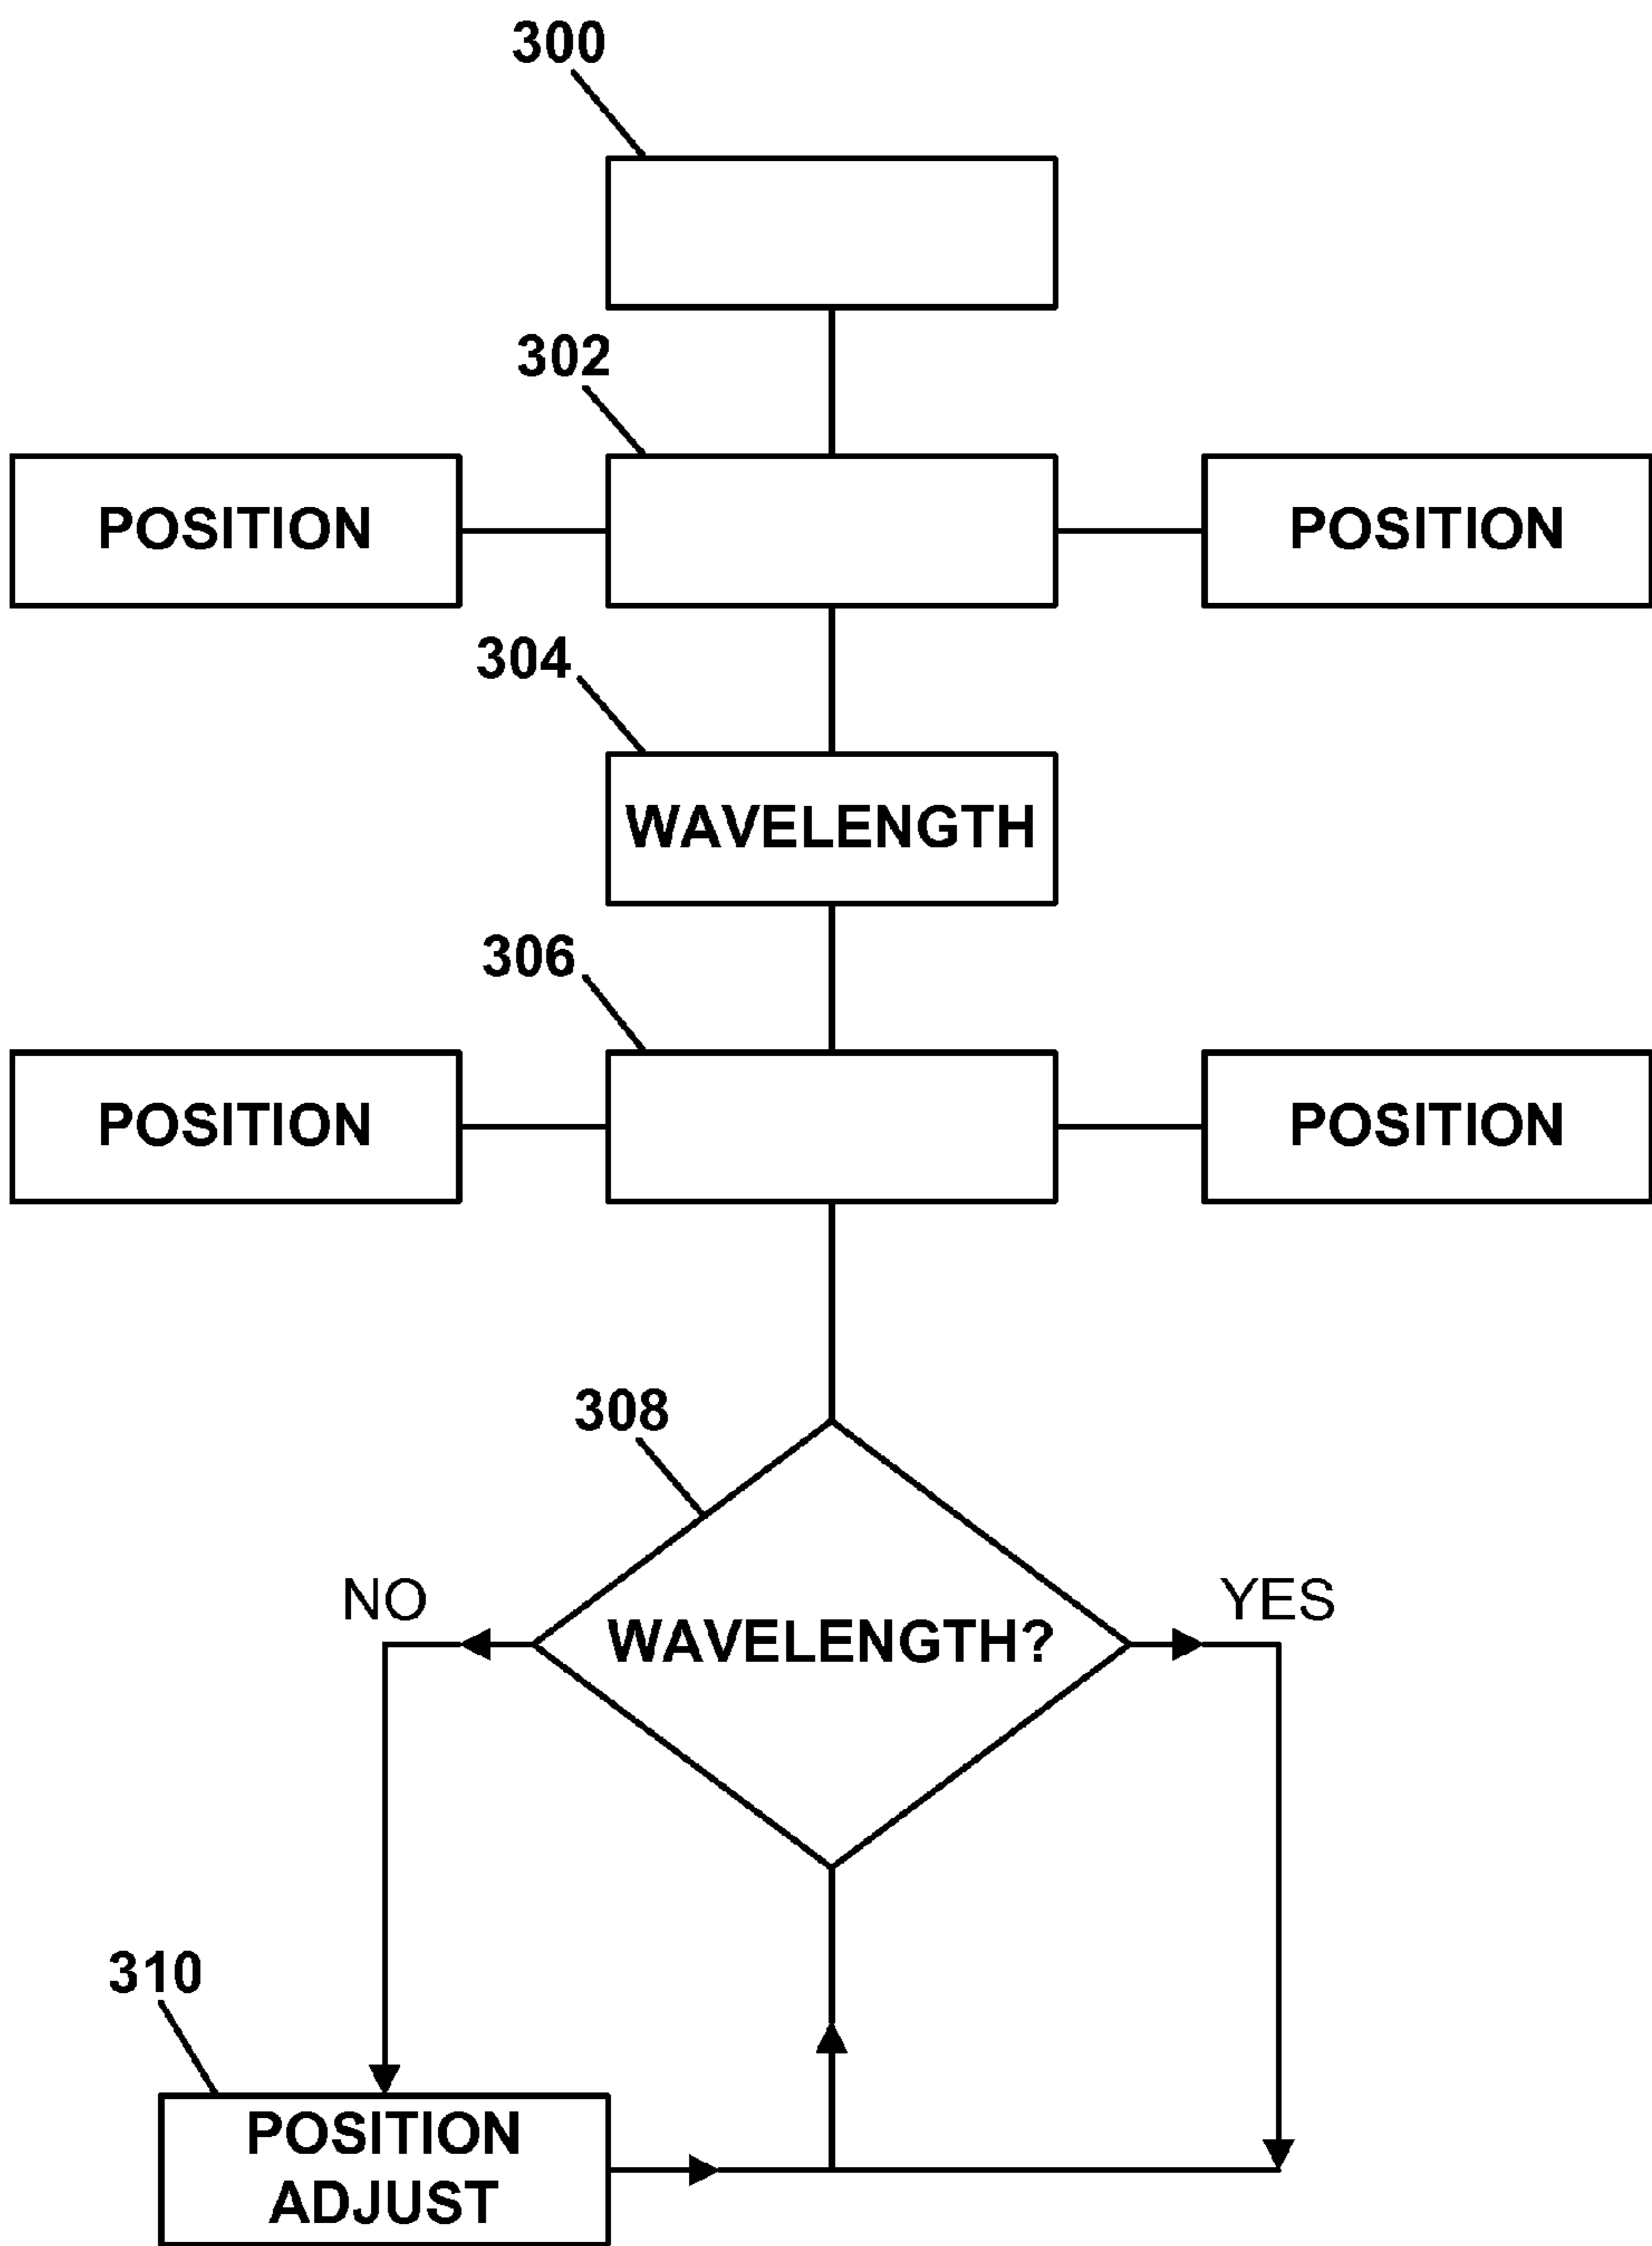 300
302
POSITION
POSITION
304
WAVELENGTH
306
POSITION
POSITION
308
NO
YES
WAVELENGTH?
310
POSITION
ADJUST